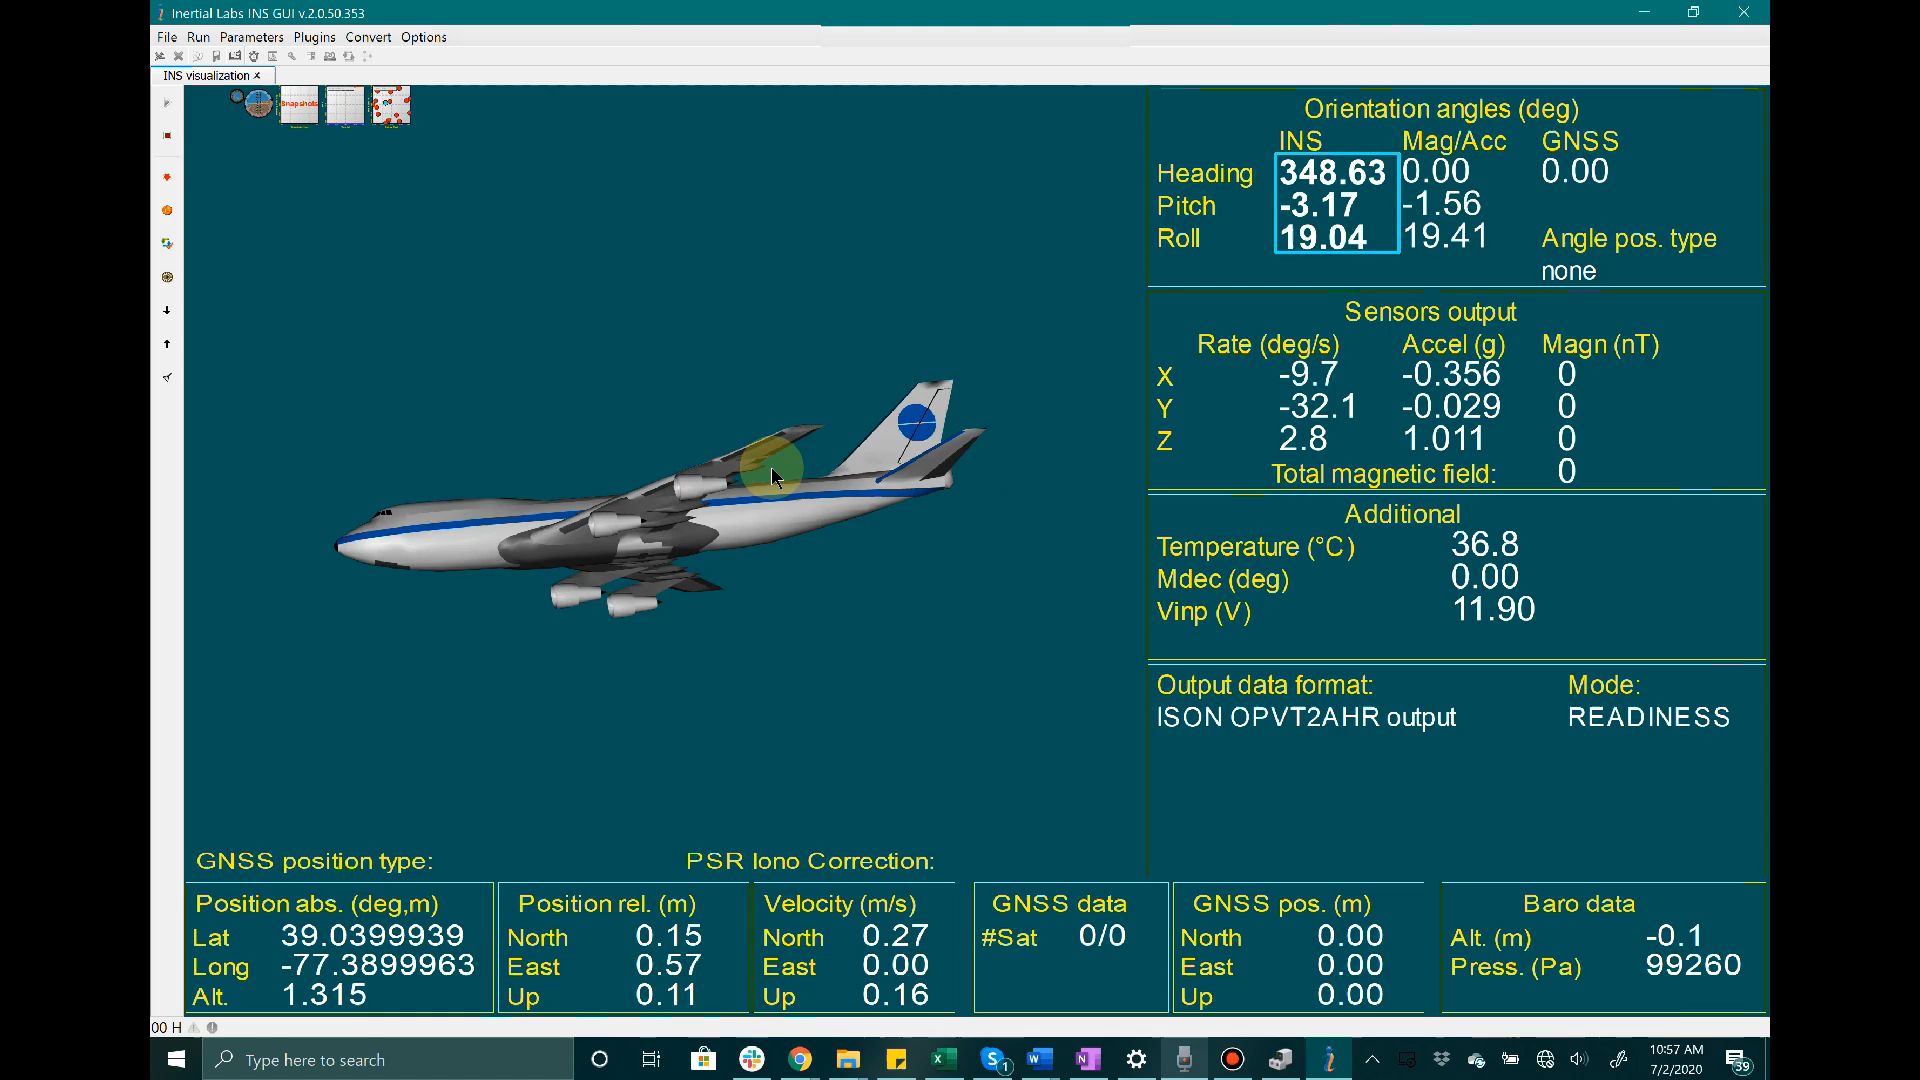 Inertial Labs INS GUI v.2.0.50.353
File Run Parameters Plugins Convert Options
INS visualization
Snapshots
Orientation angles (deg)
INS Mag/Acc GNSS
Heading 348.63 0.00 0.00
Pitch -3.17 -1.56
Roll 19.04 19.41 Angle pos. type
none
Sensors output
Rate (deg/s) Accel (g) Magn (nT)
X -9.7 -0.356 0
Y -32.1 -0.029 0
Z 2.8 1.011 0
Total magnetic field: 0
Additional
Temperature (°C) 36.8
Mdec (deg) 0.00
Vinp (V) 11.90
Output data format: Mode:
ISON OPVT2AHR output READINESS
GNSS position type: PSR Iono Correction:
Position abs. (deg,m) Position rel. (m) Velocity (m/s) GNSS data GNSS pos. (m) Baro data
Lat 39.0399939 North 0.15 North 0.27 #Sat 0/0 North 0.00 Alt. (m) -0.1
Long -77.3899963 East 0.57 East 0.00 East 0.00 Press. (Pa) 99260
Alt. 1.315 Up 0.11 Up 0.16 Up 0.00
00 H
Type here to search
10:57 AM
7/2/2020
39
1